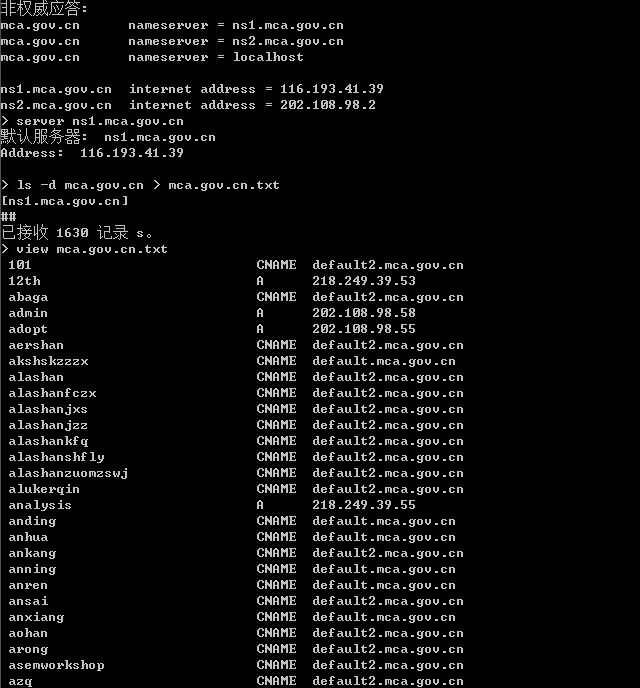 非权威应答:
mca.gov.cn      nameserver = ns1.mca.gov.cn
mca.gov.cn      nameserver = ns2.mca.gov.cn
mca.gov.cn      nameserver = localhost
ns1.mca.gov.cn  internet address = 116.193.41.39
ns2.mca.gov.cn  internet address = 202.108.98.2
> server ns1.mca.gov.cn
默认服务器:  ns1.mca.gov.cn
Address:  116.193.41.39
> ls -d mca.gov.cn > mca.gov.cn.txt
[ns1.mca.gov.cn]
##
已接收 1630 记录 s。
> view mca.gov.cn.txt
101                            CNAME  default2.mca.gov.cn
12th                           A      218.249.39.53
abaga                          CNAME  default2.mca.gov.cn
admin                          A      202.108.98.58
adopt                          A      202.108.98.55
aershan                        CNAME  default2.mca.gov.cn
akshskzzzx                     CNAME  default.mca.gov.cn
alashan                        CNAME  default2.mca.gov.cn
alashanfczx                    CNAME  default2.mca.gov.cn
alashanjxs                     CNAME  default2.mca.gov.cn
alashanjzz                     CNAME  default2.mca.gov.cn
alashankfq                     CNAME  default2.mca.gov.cn
alashanshfly                   CNAME  default2.mca.gov.cn
alashanzuomzswj                CNAME  default2.mca.gov.cn
alukerqin                      CNAME  default2.mca.gov.cn
analysis                       A      218.249.39.55
anding                         CNAME  default.mca.gov.cn
anhua                          CNAME  default.mca.gov.cn
ankang                         CNAME  default2.mca.gov.cn
anning                         CNAME  default.mca.gov.cn
anren                          CNAME  default.mca.gov.cn
ansai                          CNAME  default2.mca.gov.cn
anxiang                        CNAME  default.mca.gov.cn
aohan                          CNAME  default2.mca.gov.cn
arong                          CNAME  default2.mca.gov.cn
asemworkshop                   CNAME  default2.mca.gov.cn
azq                            CNAME  default2.mca.gov.cn